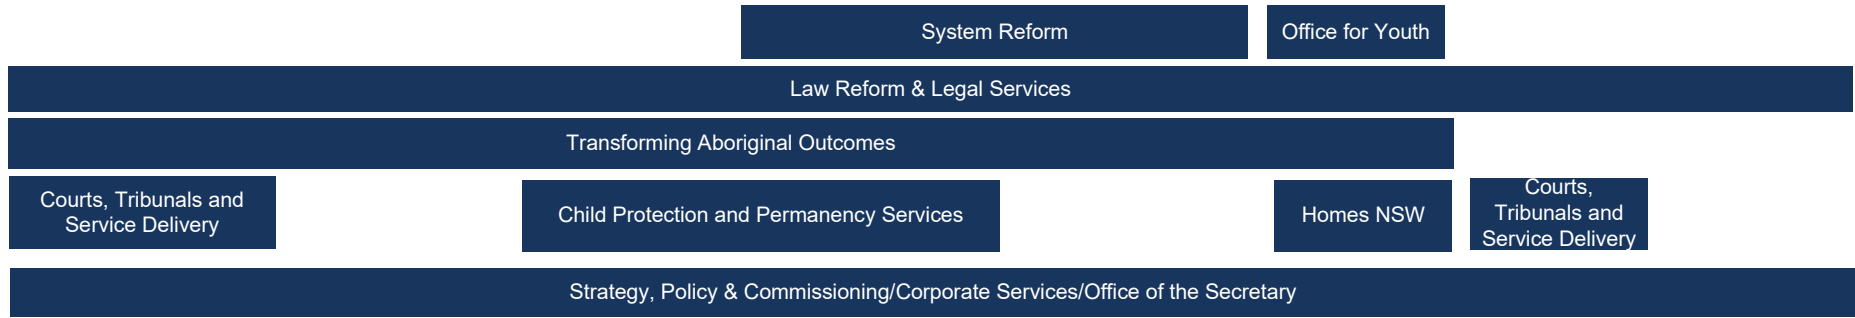 System Reform
Office for Youth
Law Reform & Legal Services
Transforming Aboriginal Outcomes
Courts, Tribunals and
Service Delivery
Child Protection and Permanency Services
Homes NSW
Courts,
Tribunals and
Service Delivery
Strategy, Policy & Commissioning/Corporate Services/Office of the Secretary